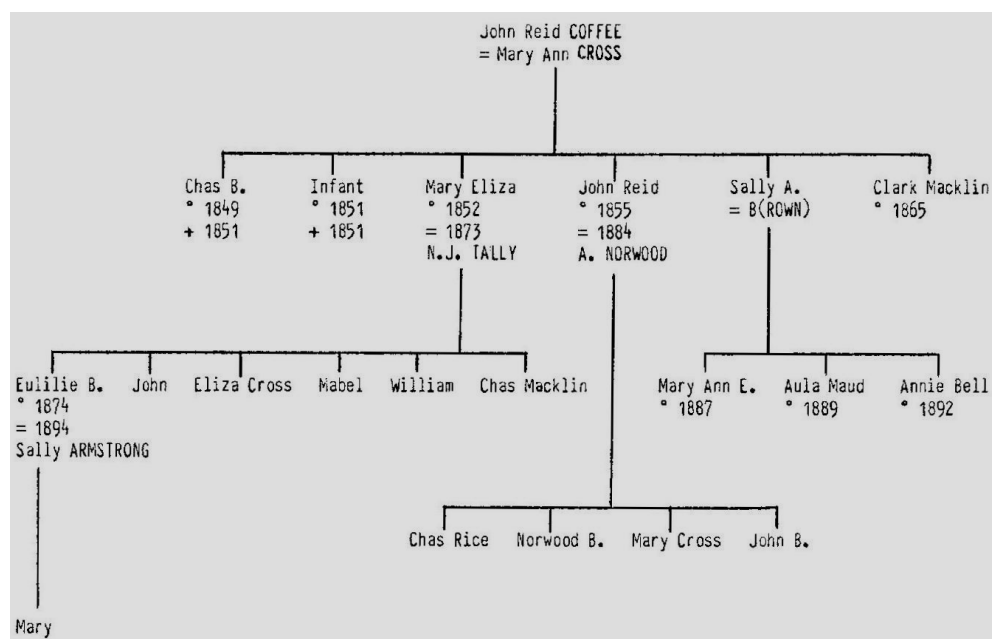 John Reid COFFEE
= Mary Ann CROSS
Chas B.
° 1849
+ 1851
Infant
° 1851
+ 1851
Mary Eliza
° 1852
= 1873
N.J. TALLY
John Reid
° 1855
= 1884
A. NORWOOD
Sally A.
= B(ROWN)
Clark Macklin
° 1865
Eulilie B.
° 1874
= 1894
Sally ARMSTRONG
John
Eliza Cross
Mabel
William
Chas Macklin
Mary Ann E.
° 1887
Aula Maud
° 1889
Annie Bell
° 1892
Chas Rice
Norwood B.
Mary Cross
John B.
Mary